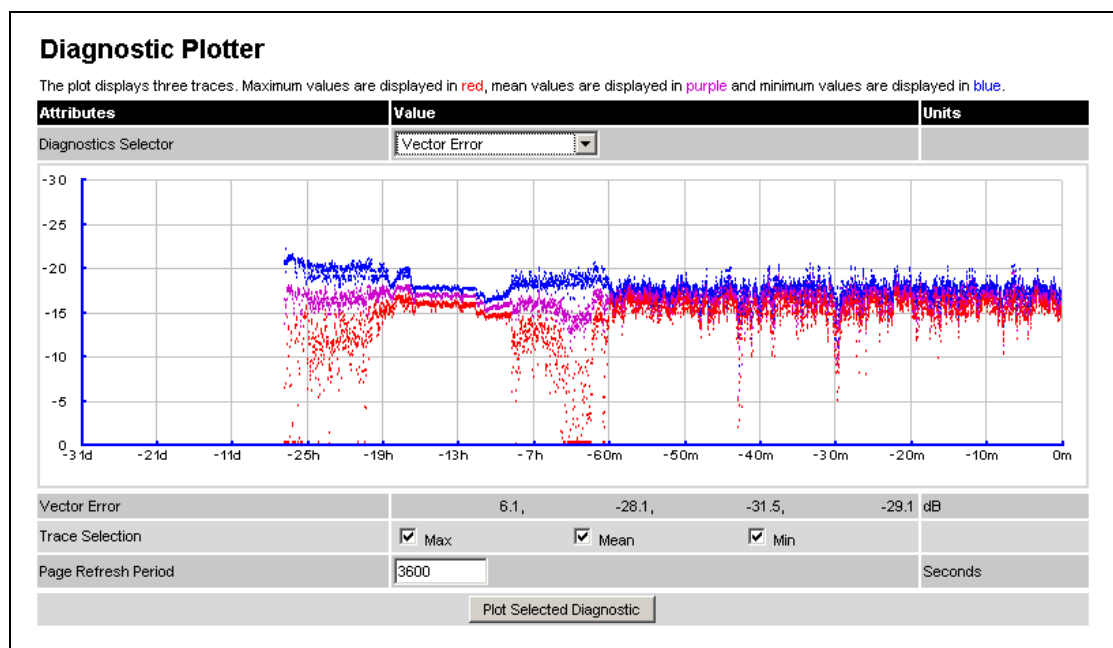 Diagnostic Plotter
The plot displays three traces. Maximum values are displayed in red, mean values are displayed in purple and minimum values are displayed in blue.
Attributes Value Units
Diagnostics Selector Vector Error
-30
-25
-20
-15
-10
-5
0
-31d -21d -11d -25h -19h -13h -7h -60m -50m -40m -30m -20m -10m 0m
Vector Error 6.1, -28.1, -31.5, -29.1 dB
Trace Selection Max Mean Min
Page Refresh Period 3600 Seconds
Plot Selected Diagnostic